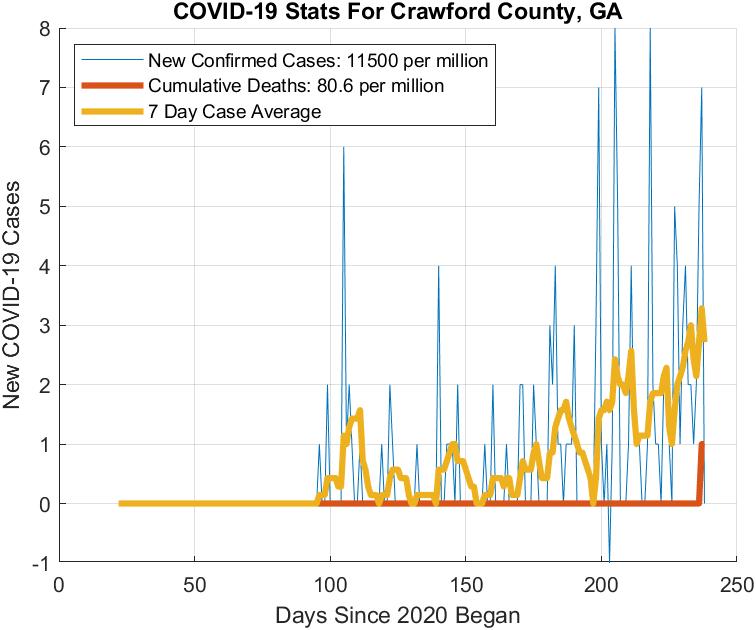 COVID-19 Stats For Crawford County, GA
8
New Confirmed Cases: 11500 per million
Cumulative Deaths: 80.6 per million
7 Day Case Average
7
6
5
4
3
2
1
0
-1
New COVID-19 Cases
0 50 100 150 200 250
Days Since 2020 Began